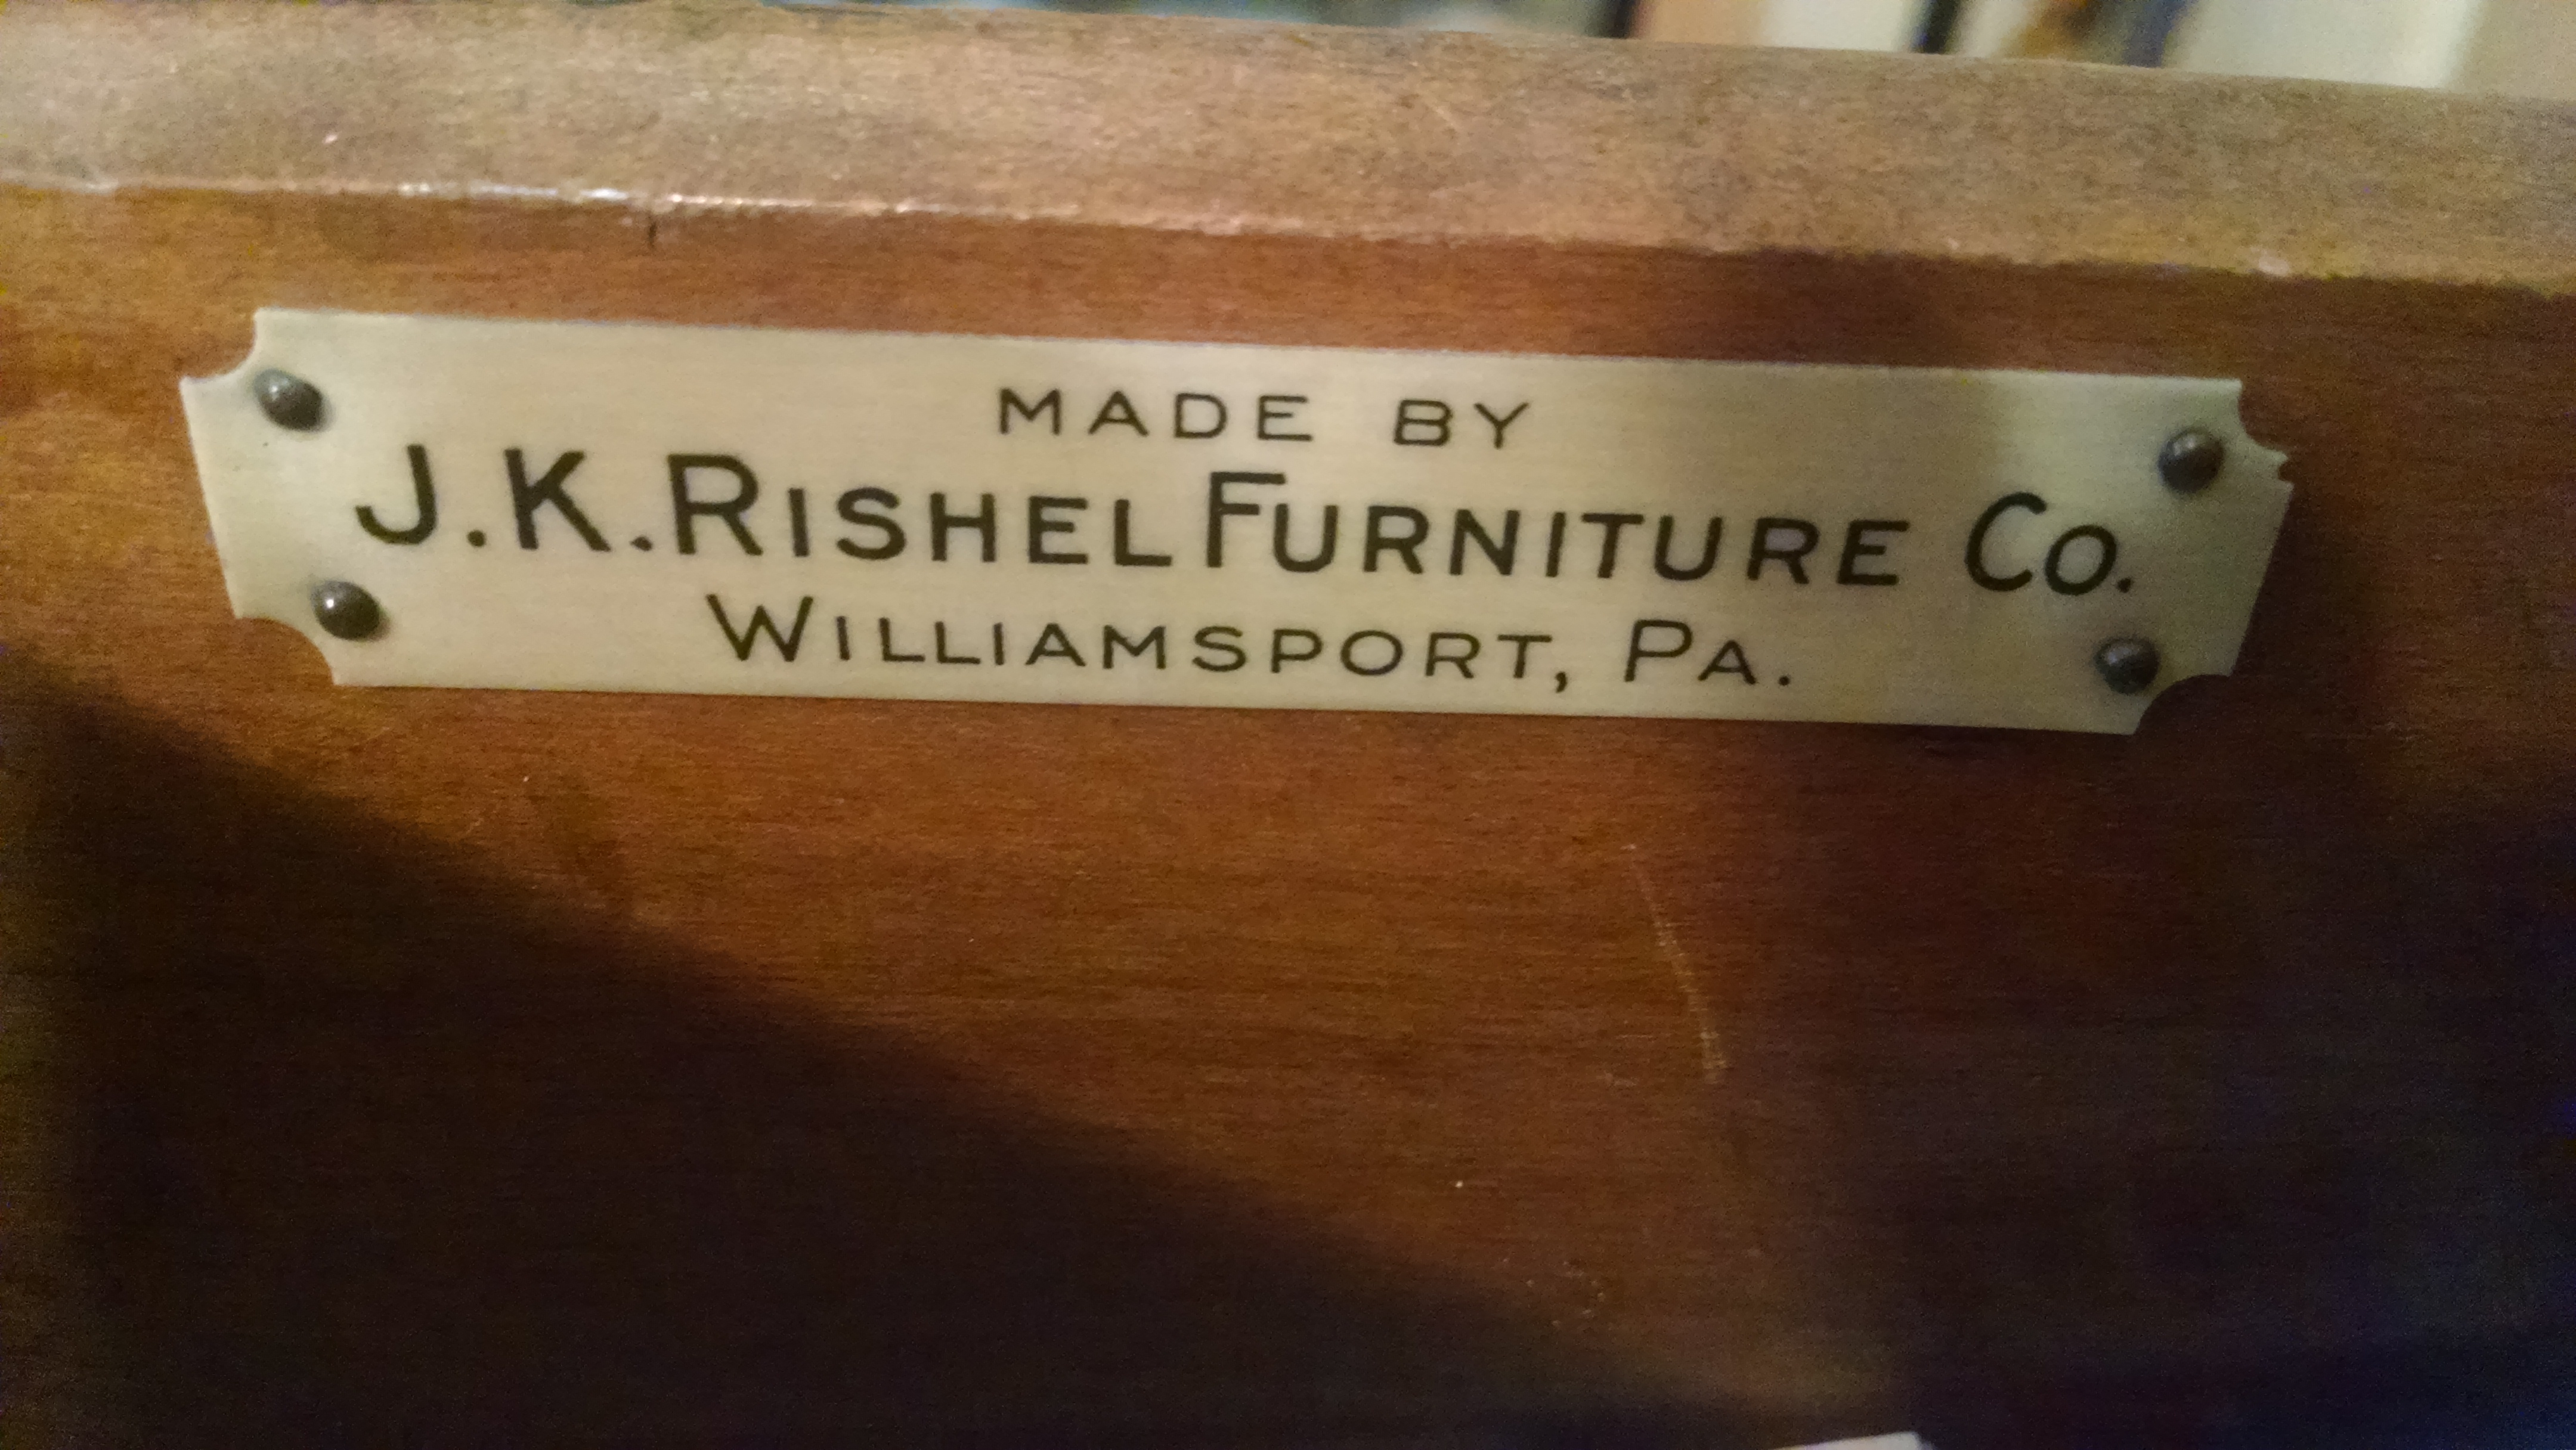 MADE BY
J.K. RISHEL FURNITURE CO.
WILLIAMSPORT, PA.